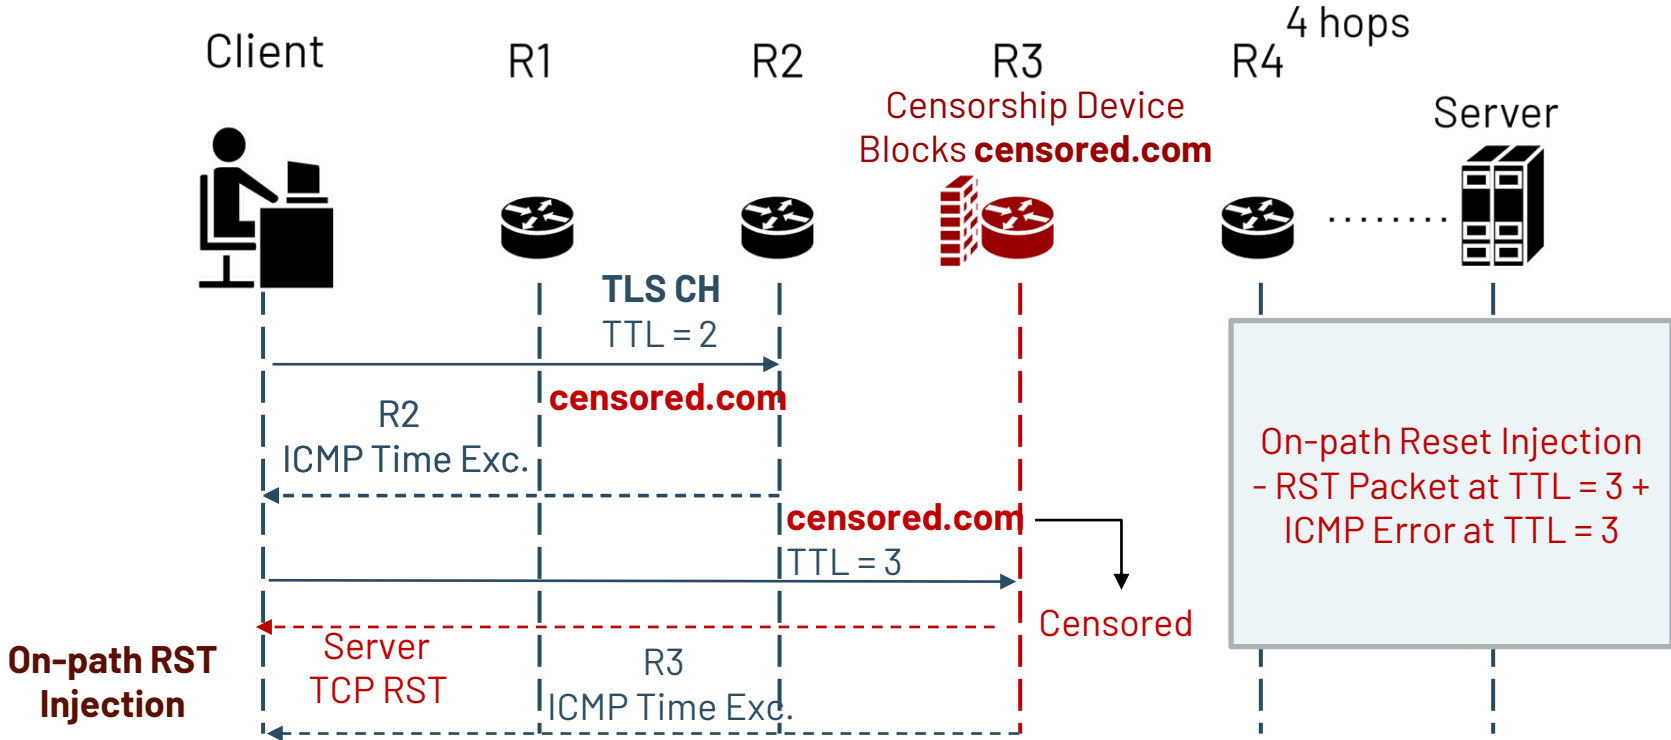 Client
R1
R2
R3
R4
4 hops
Censorship Device
Blocks censored.com
Server
TLS CH
TTL = 2
censored.com
R2
ICMP Time Exc.
censored.com
TTL = 3
Censored
Server
TCP RST
On-path RST
Injection
R3
ICMP Time Exc.
On-path Reset Injection
- RST Packet at TTL = 3 +
ICMP Error at TTL = 3